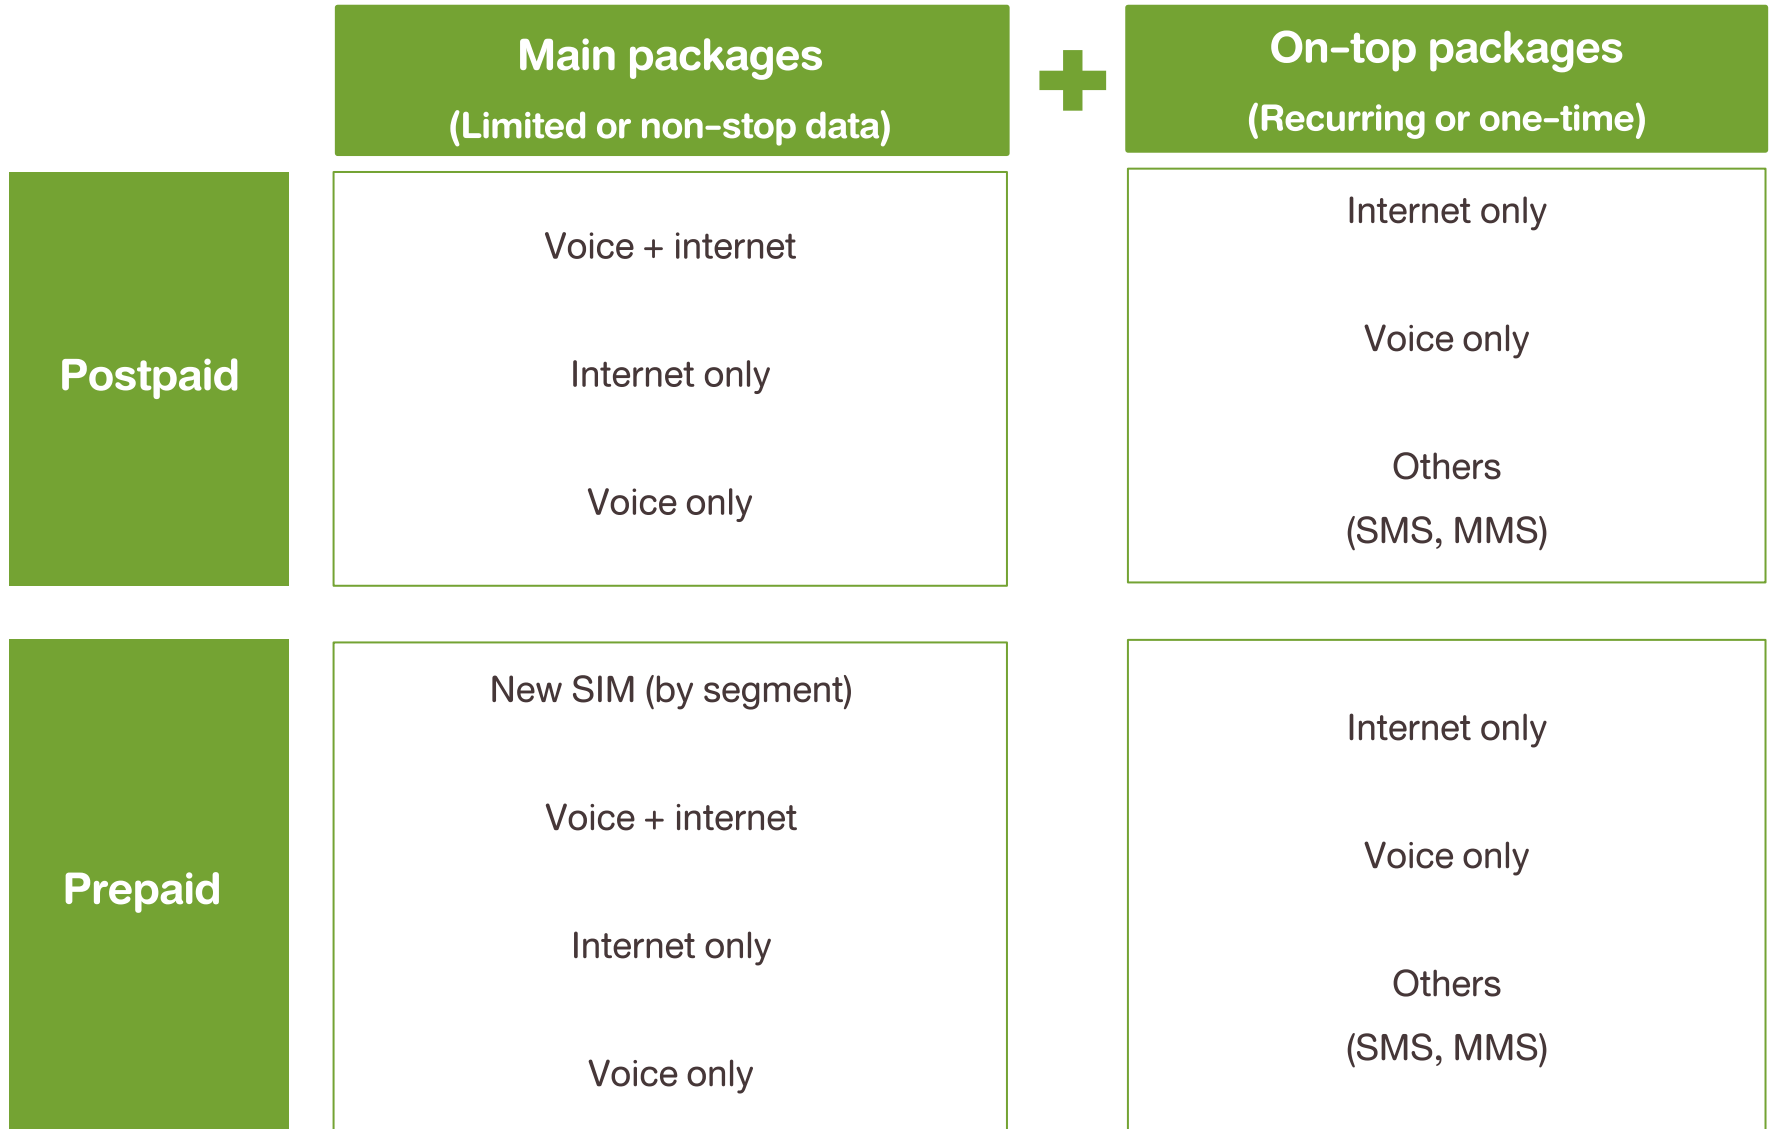 Main packages
(Limited or non-stop data)
On-top packages
(Recurring or one-time)
Postpaid
Voice + internet
Internet only
Voice only
Internet only
Voice only
Others
(SMS, MMS)
Prepaid
New SIM (by segment)
Voice + internet
Internet only
Voice only
Internet only
Voice only
Others
(SMS, MMS)